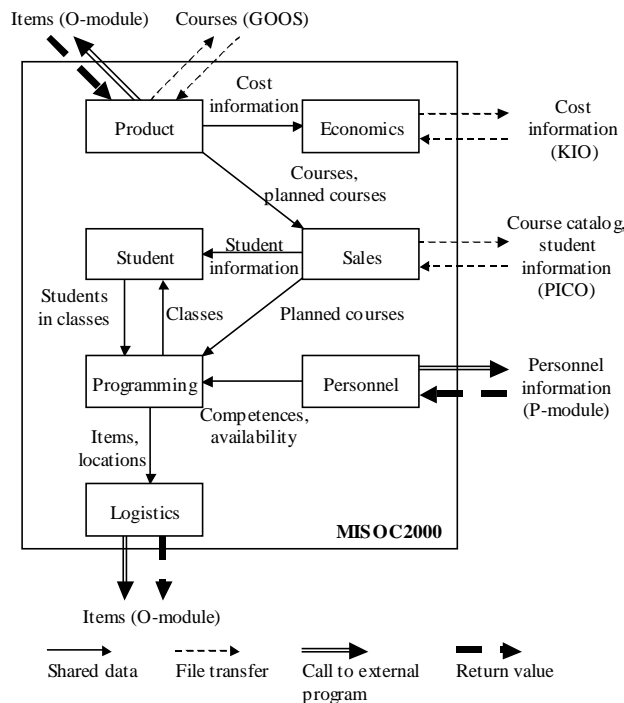 Items (O-module)
Courses (GOOS)
Cost
information
Product
Economics
Cost
information
(KIO)
Courses,
planned courses
Student
Student
information
Sales
Course catalog,
student
information
(PICO)
Students
in classes
Classes
Planned courses
Programming
Personnel
Personnel
information
(P-module)
Competences,
availability
Items,
locations
Logistics
MISOC2000
Items (O-module)
Shared data
File transfer
Call to external
program
Return value